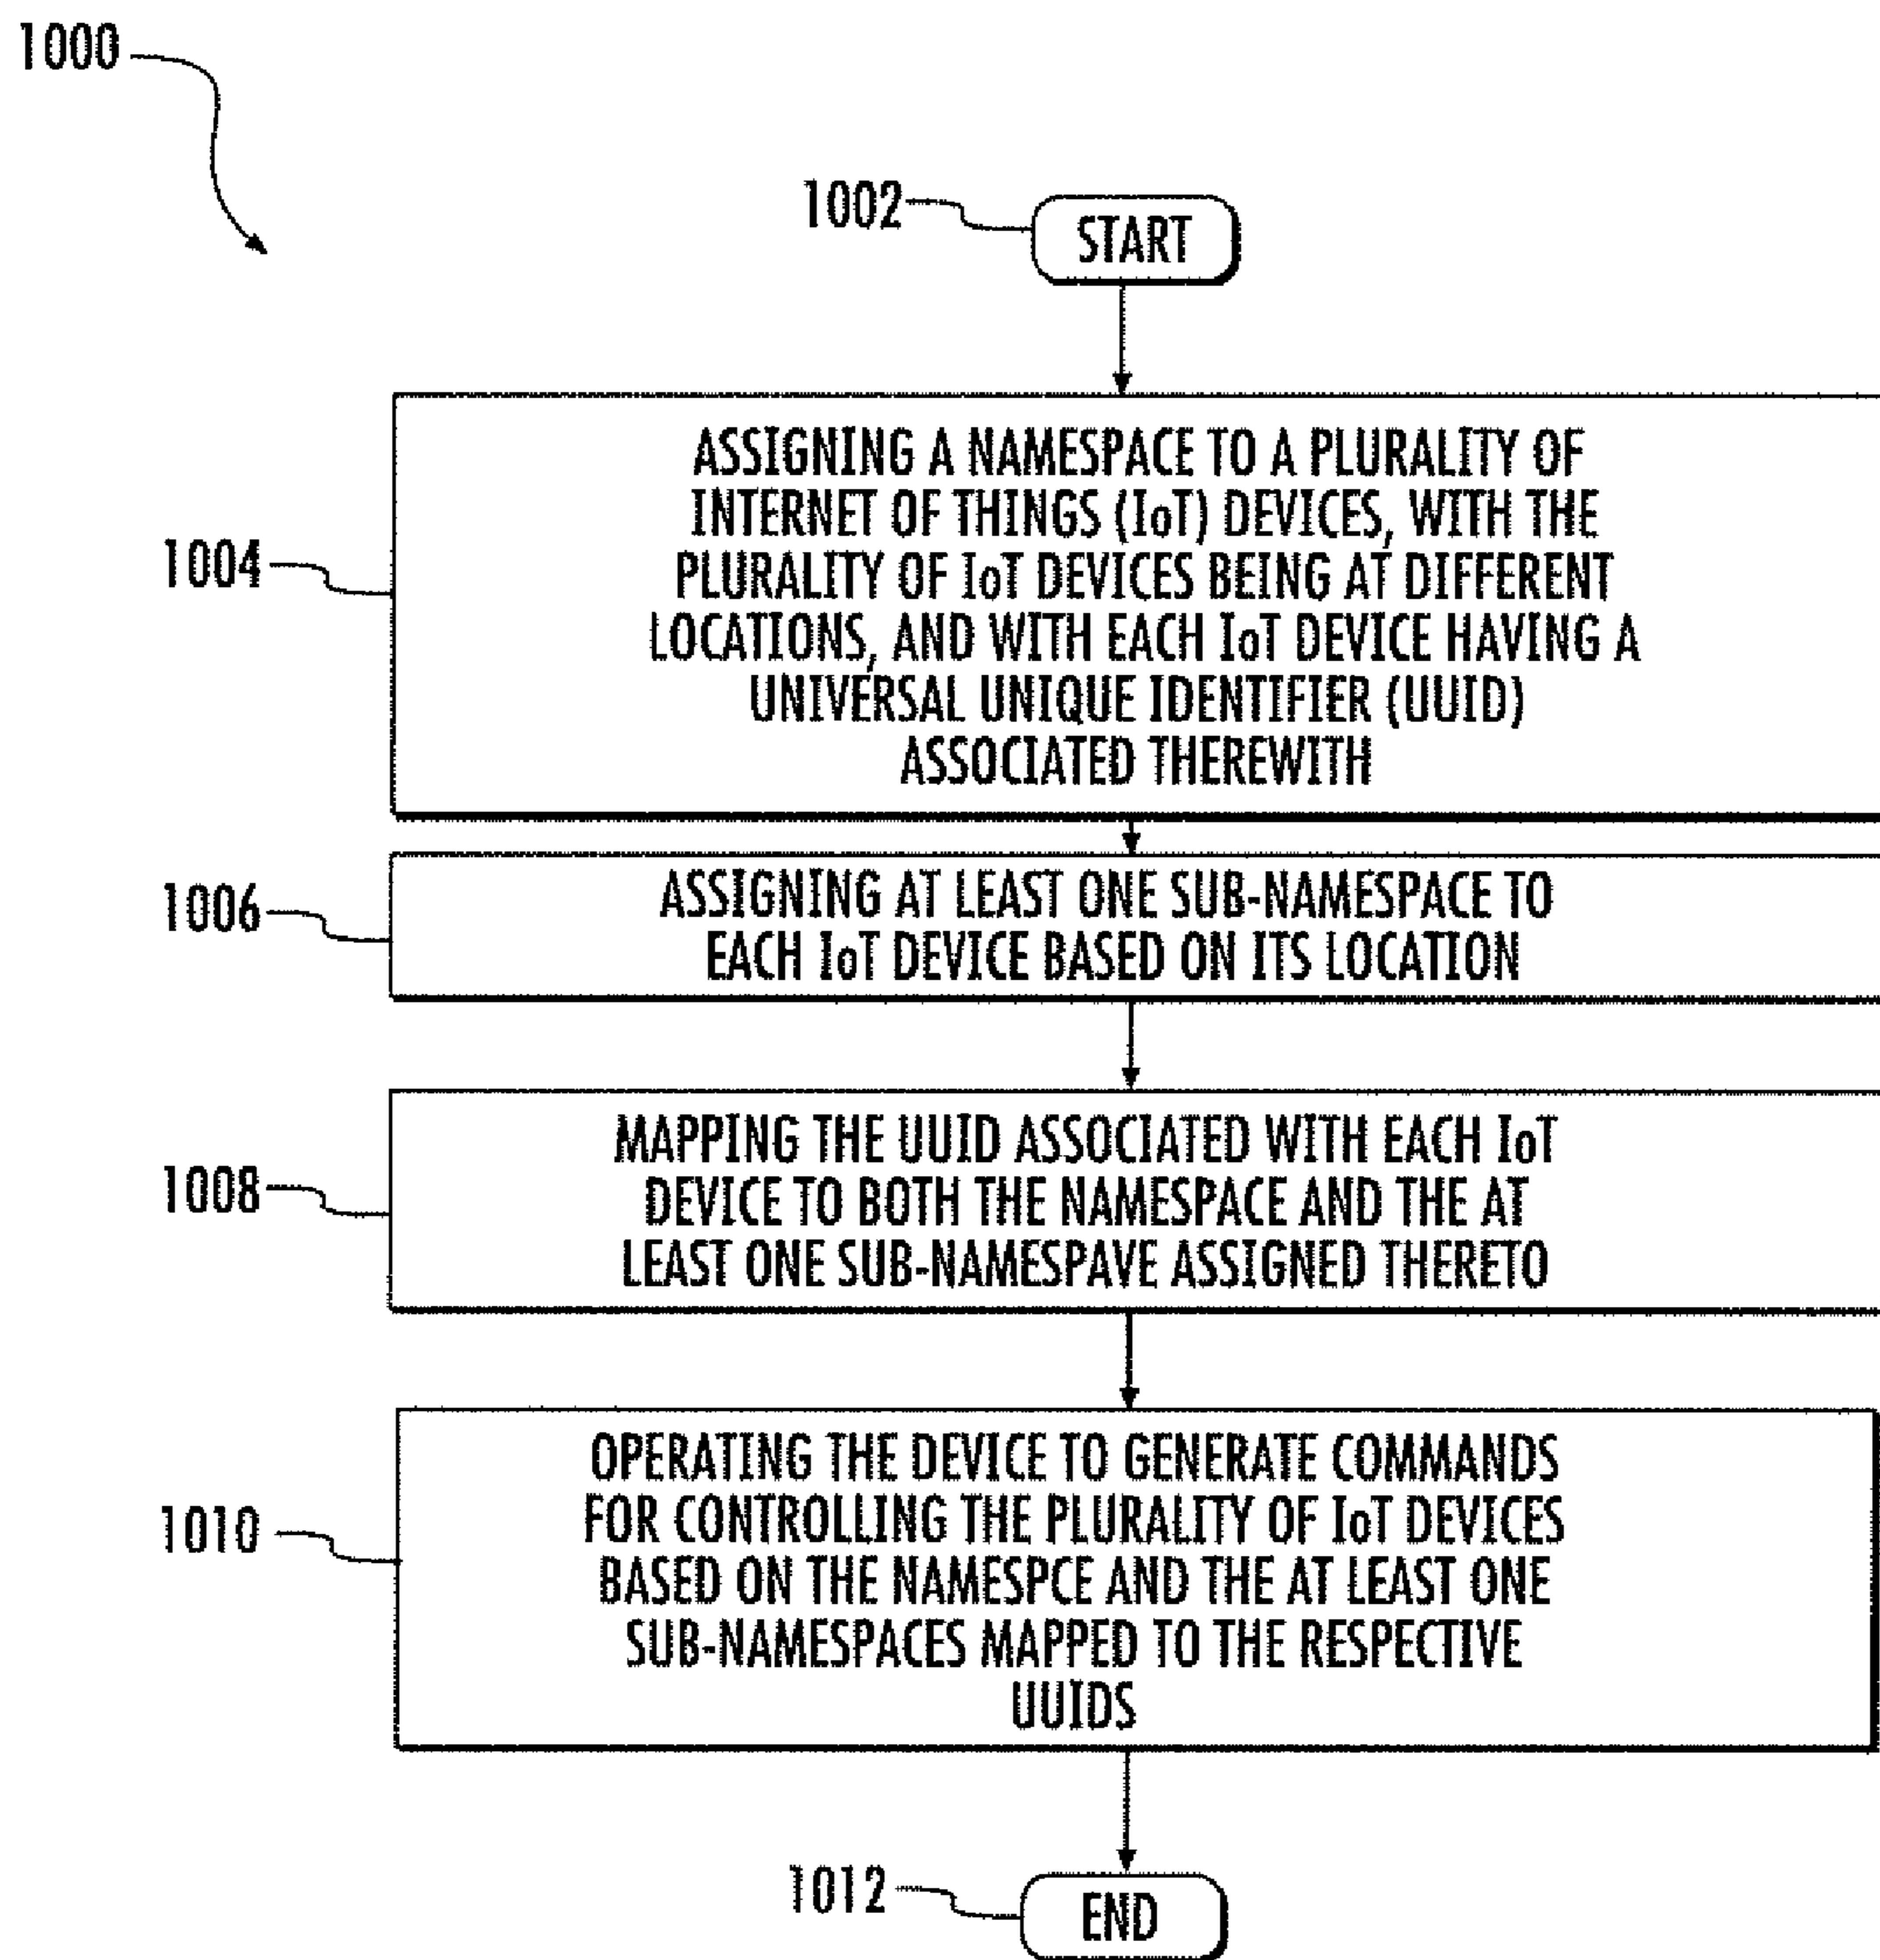 1000
1002
START
1004
ASSIGNING A NAMESPACE TO A PLURALITY OF
INTERNET OF THINGS (IoT) DEVICES, WITH THE
PLURALITY OF IoT DEVICES BEING AT DIFFERENT
LOCATIONS, AND WITH EACH IoT DEVICE HAVING A
UNIVERSAL UNIQUE IDENTIFIER (UUID)
ASSOCIATED THEREWITH
1006
ASSIGNING AT LEAST ONE SUB-NAMESPACE TO
EACH IoT DEVICE BASED ON ITS LOCATION
1008
MAPPING THE UUID ASSOCIATED WITH EACH IoT
DEVICE TO BOTH THE NAMESPACE AND THE AT
LEAST ONE SUB-NAMESPAVE ASSIGNED THERETO
1010
OPERATING THE DEVICE TO GENERATE COMMANDS
FOR CONTROLLING THE PLURALITY OF IoT DEVICES
BASED ON THE NAMESPCE AND THE AT LEAST ONE
SUB-NAMESPACES MAPPED TO THE RESPECTIVE
UUIDS
1012
END